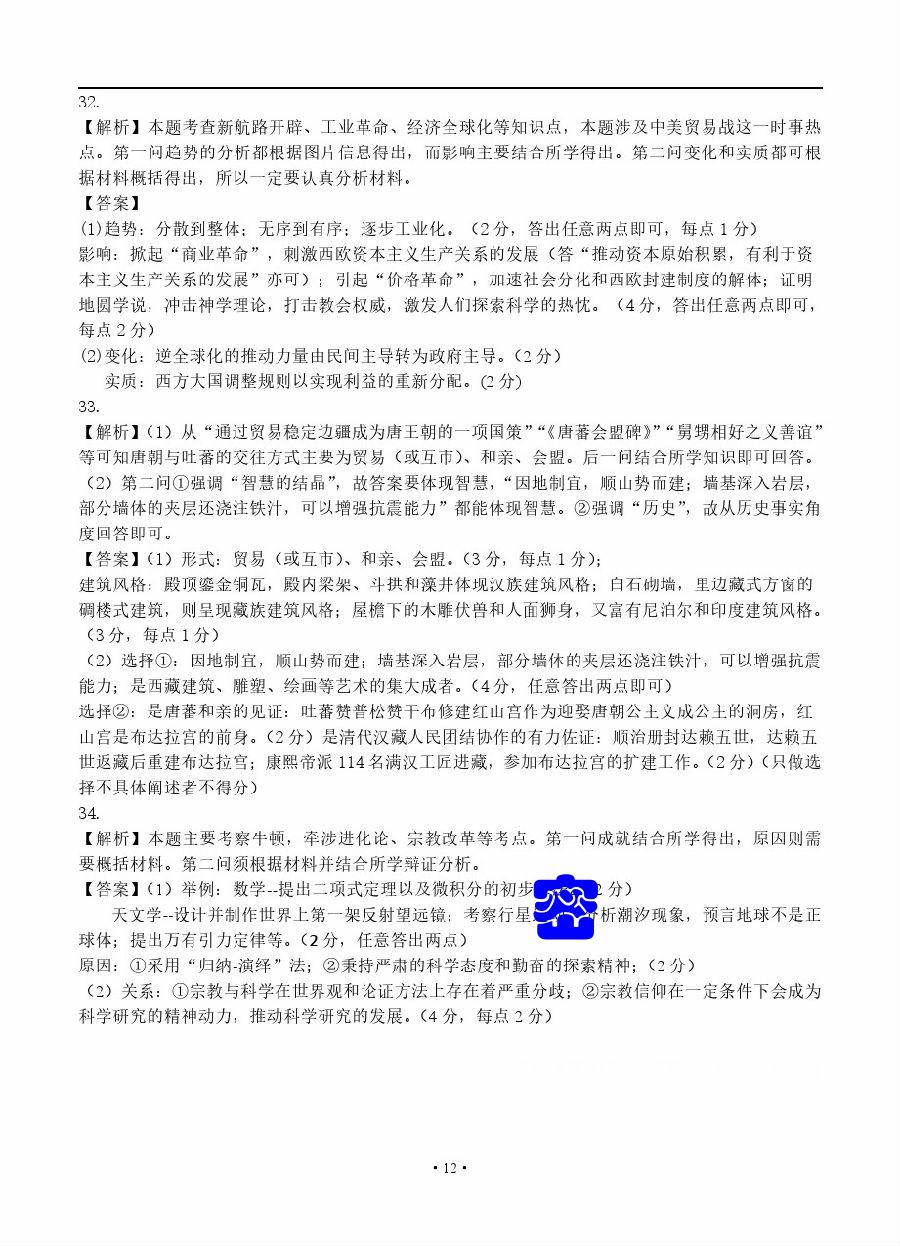 32.
【解析】本题考查新航路开辟、工业革命、经济全球化等知识点，本题涉及中美贸易战这一时事热
点。第一问趋势的分析都根据图片信息得出，而影响主要结合所学得出。第二问变化和实质都可根
据材料概括得出，所以一定要认真分析材料。
【答案】
(1)趋势：分散到整体；无序到有序；逐步工业化。（2分，答出任意两点即可，每点1分）
影响：掀起“商业革命”，刺激西欧资本主义生产关系的发展（答“推动资本原始积累，有利于资
本主义生产关系的发展”亦可）；引起“价格革命”，加速社会分化和西欧封建制度的解体；证明
地圆学说，冲击神学理论，打击教会权威，激发人们探索科学的热忱。（4分，答出任意两点即可，
每点2分）
(2)变化：逆全球化的推动力量由民间主导转为政府主导。（2分）
实质：西方大国调整规则以实现利益的重新分配。(2分)
33.
【解析】（1）从“通过贸易稳定边疆成为唐王朝的一项国策”“《唐蕃会盟碑》”“舅甥相好之义善谊”
等可知唐朝与吐蕃的交往方式主要为贸易（或互市）、和亲、会盟。后一问结合所学知识即可回答。
（2）第二问①强调“智慧的结晶”，故答案要体现智慧，“因地制宜，顺山势而建；墙基深入岩层，
部分墙体的夹层还浇注铁汁，可以增强抗震能力”都能体现智慧。②强调“历史”，故从历史事实角
度回答即可。
【答案】（1）形式：贸易（或互市）、和亲、会盟。（3分，每点1分）；
建筑风格：殿顶鎏金铜瓦，殿内梁架、斗拱和藻井体现汉族建筑风格；白石砌墙，里边藏式方窗的
碉楼式建筑，则呈现藏族建筑风格；屋檐下的木雕伏兽和人面狮身，又富有尼泊尔和印度建筑风格。
（3分，每点1分）
（2）选择①：因地制宜，顺山势而建；墙基深入岩层，部分墙体的夹层还浇注铁汁，可以增强抗震
能力；是西藏建筑、雕塑、绘画等艺术的集大成者。（4分，任意答出两点即可）
选择②：是唐蕃和亲的见证：吐蕃赞普松赞干布修建红山宫作为迎娶唐朝公主文成公主的洞房，红
山宫是布达拉宫的前身。（2分）是清代汉藏人民团结协作的有力佐证：顺治册封达赖五世，达赖五
世返藏后重建布达拉宫；康熙帝派114名满汉工匠进藏，参加布达拉宫的扩建工作。（2分）（只做选
择不具体阐述者不得分）
34.
【解析】本题主要考察牛顿，牵涉进化论、宗教改革等考点。第一问成就结合所学得出，原因则需
要概括材料。第二问须根据材料并结合所学辩证分析。
【答案】（1）举例：数学--提出二项式定理以及微积分的初步 2分）
天文学--设计并制作世界上第一架反射望远镜；考察行星 析潮汐现象，预言地球不是正
球体；提出万有引力定律等。（2分，任意答出两点）
原因：①采用“归纳-演绎”法；②秉持严肃的科学态度和勤奋的探索精神；（2分）
（2）关系：①宗教与科学在世界观和论证方法上存在着严重分歧；②宗教信仰在一定条件下会成为
科学研究的精神动力，推动科学研究的发展。（4分，每点2分）
·12·